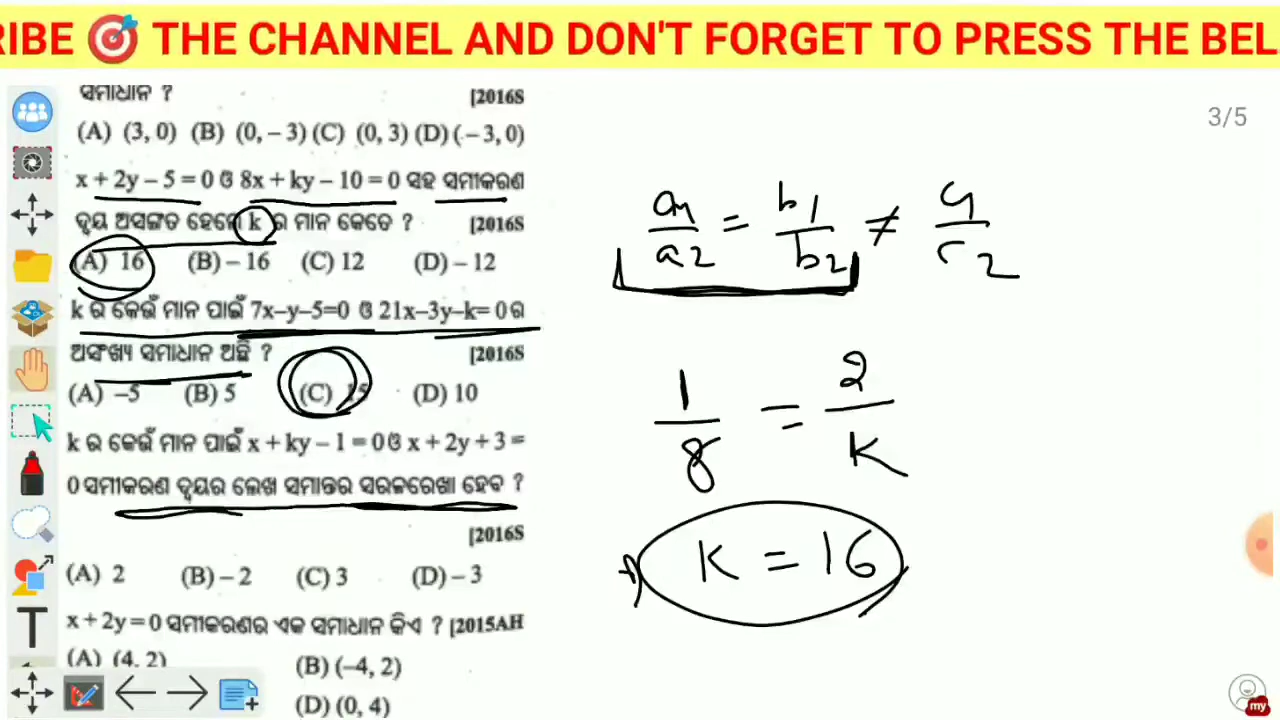 RIBE 🎯 THE CHANNEL AND DON'T FORGET TO PRESS THE BEL
3/5
ସମାଧାନ ? [2016S
(A) (3, 0) (B) (0, – 3) (C) (0, 3) (D) (– 3, 0)
x + 2y – 5 = 0 ଓ 8x + ky – 10 = 0 ସହ ସମୀକରଣ
ଦ୍ୱୟ ଅସଙ୍ଗତ ହେଲେ k ର ମାନ କେତେ ? [2016S
(A) 16 (B) – 16 (C) 12 (D) – 12
k ର କେଉଁ ମାନ ପାଇଁ 7x–y–5=0 ଓ 21x–3y–k= 0 ର
ଅସଂଖ୍ୟ ସମାଧାନ ଅଛି ? [2016S
(A) –5 (B) 5 (C) 15 (D) 10
k ର କେଉଁ ମାନ ପାଇଁ x + ky – 1 = 0 ଓ x + 2y + 3 =
0 ସମୀକରଣ ଦ୍ୱୟର ଲେଖ ସମାନ୍ତର ସରଳରେଖା ହେବ ?
[2016S
(A) 2 (B) – 2 (C) 3 (D) – 3
x + 2y = 0 ସମୀକରଣର ଏକ ସମାଧାନ କିଏ ? [2015AH
(A) (4, 2) (B) (–4, 2)
(D) (0, 4)
a1/a2 = b1/b2 ≠ c1/c2
1/8 = 2/K
K = 16
T
my